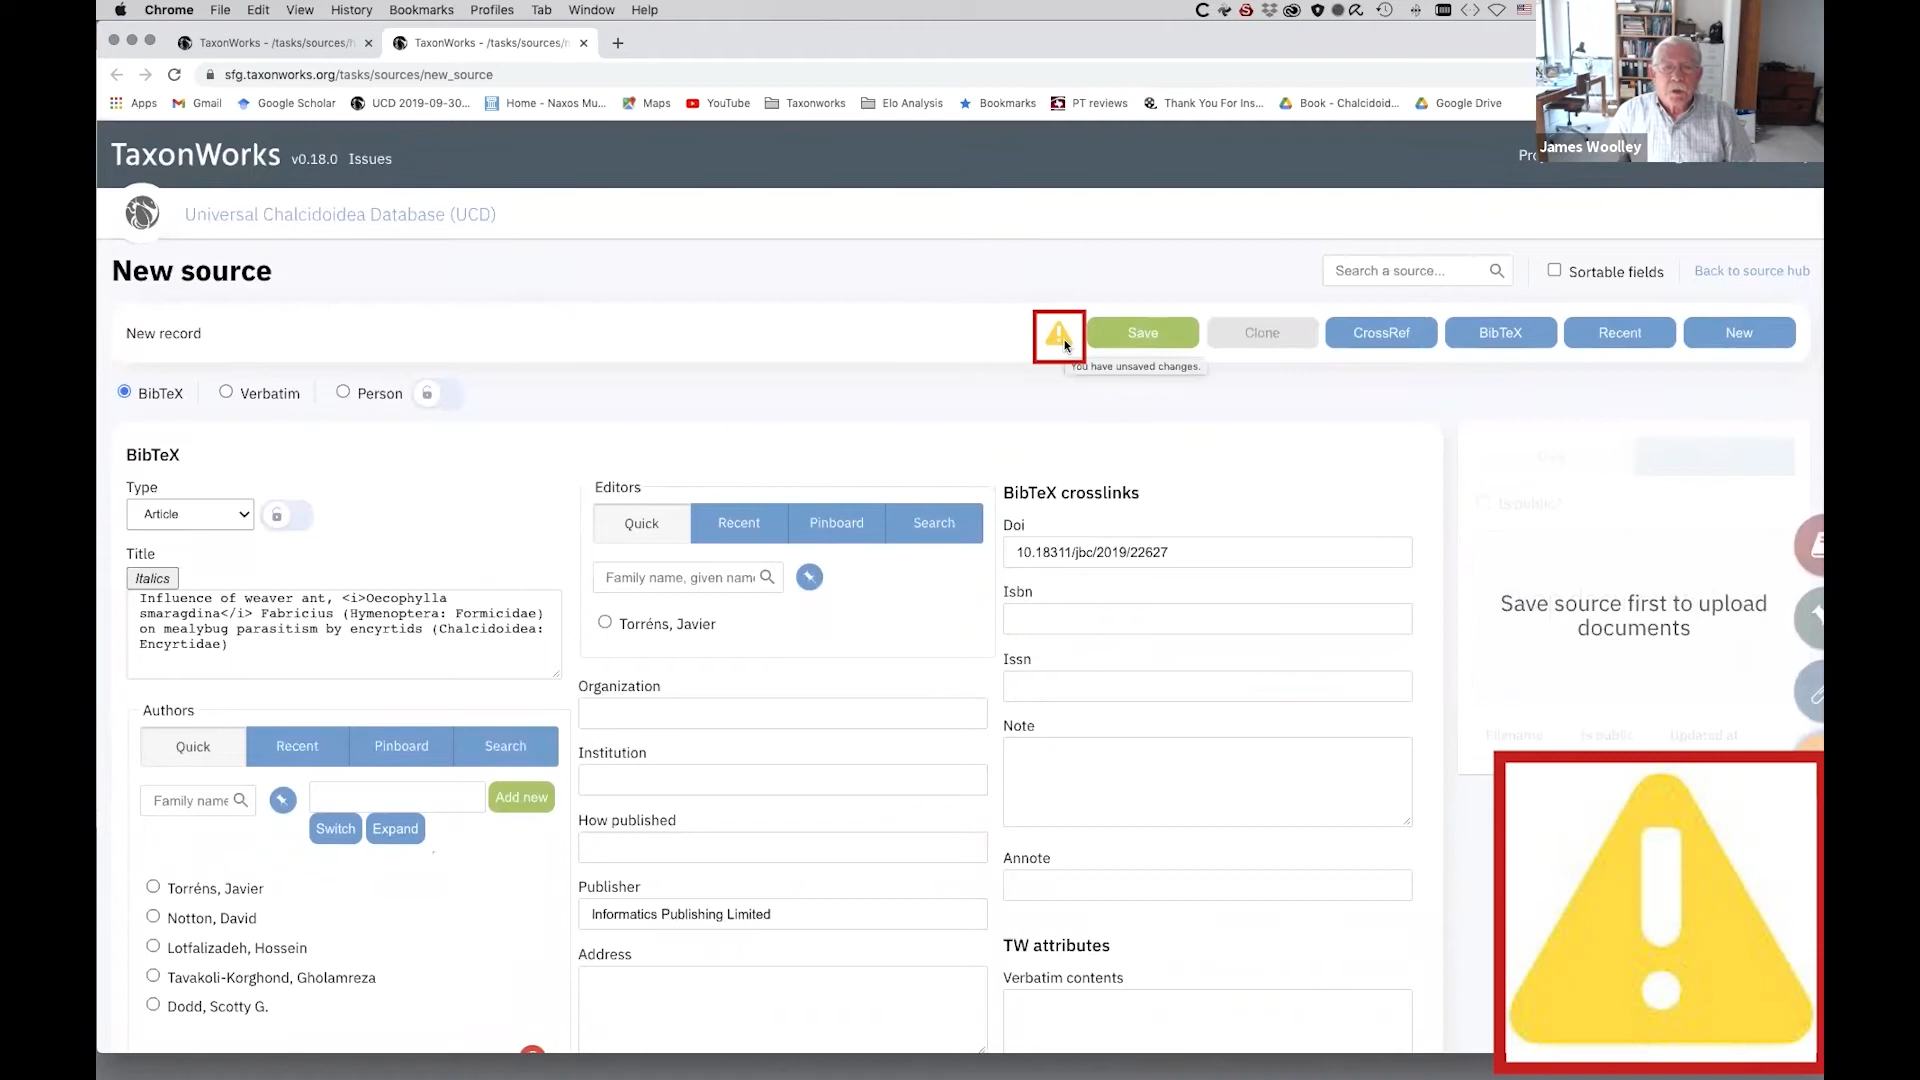 Chrome File Edit View History Bookmarks Profiles Tab Window Help
TaxonWorks - /tasks/sources/h
TaxonWorks - /tasks/sources/n
sfg.taxonworks.org/tasks/sources/new_source
Apps Gmail Google Scholar UCD 2019-09-30... Home - Naxos Mu... Maps YouTube Taxonworks Elo Analysis Bookmarks PT reviews Thank You For Ins... Book - Chalcidoid... Google Drive
James Woolley
TaxonWorks v0.18.0 Issues
Universal Chalcidoidea Database (UCD)
New source
Search a source... Sortable fields Back to source hub
New record
Save Clone CrossRef BibTeX Recent New
You have unsaved changes.
BibTeX Verbatim Person
BibTeX
Type
Article
Title
Italics
Influence of weaver ant, <i>Oecophylla
smaragdina</i> Fabricius (Hymenoptera: Formicidae)
on mealybug parasitism by encyrtids (Chalcidoidea:
Encyrtidae)
Authors
Quick Recent Pinboard Search
Family name
Add new
Switch Expand
Torréns, Javier
Notton, David
Lotfalizadeh, Hossein
Tavakoli-Korghond, Gholamreza
Dodd, Scotty G.
Editors
Quick Recent Pinboard Search
Family name, given name
Torréns, Javier
Organization
Institution
How published
Publisher
Informatics Publishing Limited
Address
BibTeX crosslinks
Doi
10.18311/jbc/2019/22627
Isbn
Issn
Note
Annote
TW attributes
Verbatim contents
Is public?
Save source first to upload
documents
Filename Is public Updated at